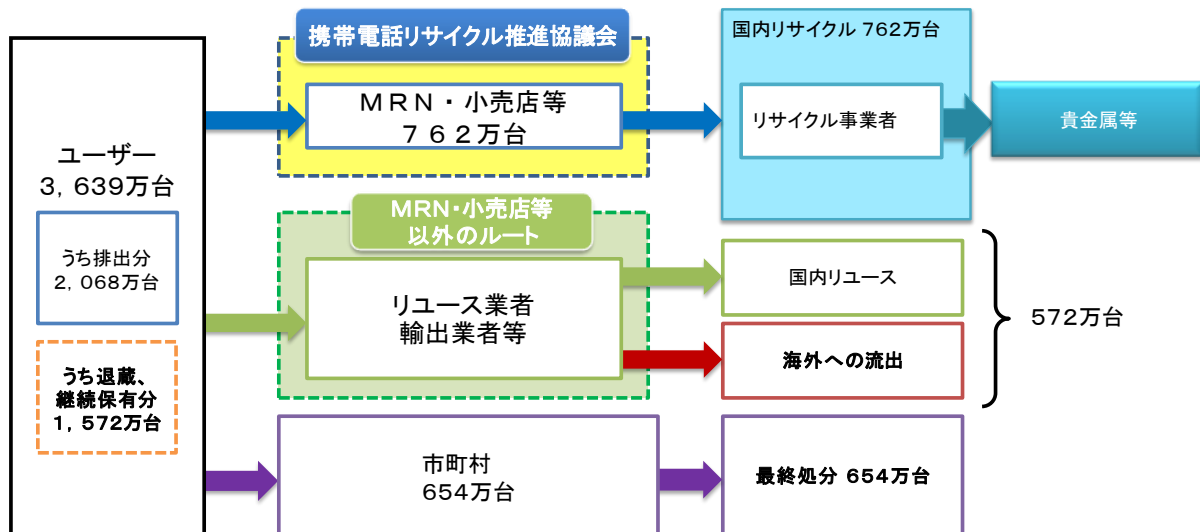 ユーザー
3,639万台
うち排出分
2,068万台
うち退蔵、
継続保有分
1,572万台
携帯電話リサイクル推進協議会
MRN・小売店等
762万台
国内リサイクル 762万台
リサイクル事業者
貴金属等
MRN・小売店等
以外のルート
リユース業者
輸出業者等
国内リユース
海外への流出
572万台
市町村
654万台
最終処分 654万台